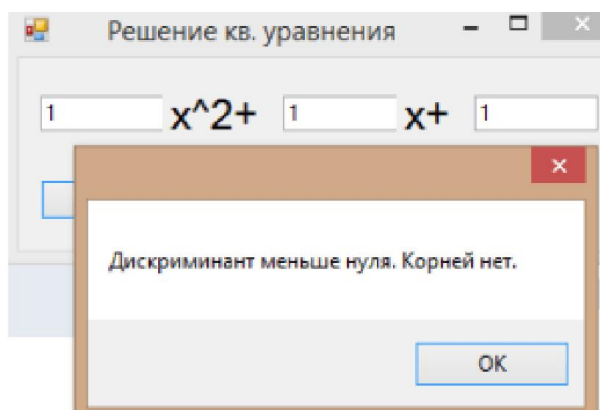 Решение кв. уравнения
1 x^2+ 1 x+ 1
Дискриминант меньше нуля. Корней нет.
OK